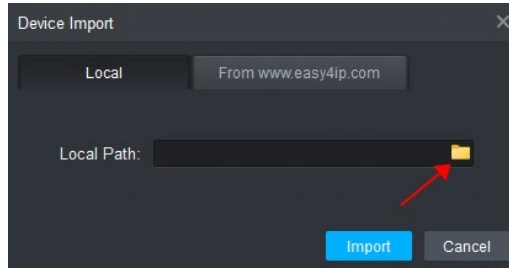 Device Import
Local From www.easy4ip.com
Local Path:
Import Cancel